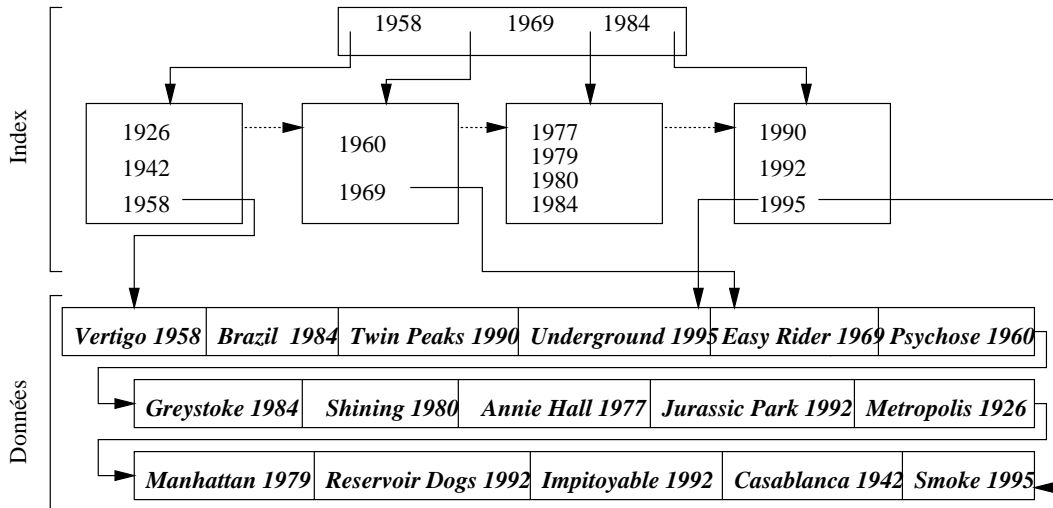 1958 1969 1984
Index
1926
1942
1958
1960
1969
1977
1979
1980
1984
1990
1992
1995
Données
Vertigo 1958 Brazil 1984 Twin Peaks 1990 Underground 1995 Easy Rider 1969 Psychose 1960
Greystoke 1984 Shining 1980 Annie Hall 1977 Jurassic Park 1992 Metropolis 1926
Manhattan 1979 Reservoir Dogs 1992 Impitoyable 1992 Casablanca 1942 Smoke 1995